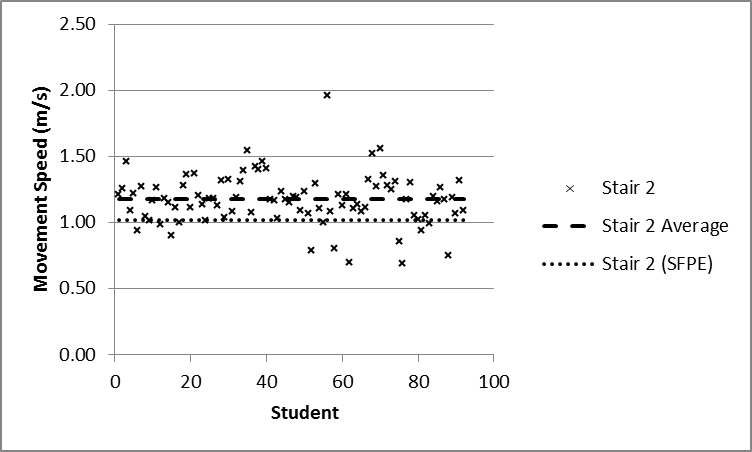 2.50
2.00
1.50
1.00
0.50
0.00
Movement Speed (m/s)
0 20 40 60 80 100
Student
Stair 2
Stair 2 Average
Stair 2 (SFPE)